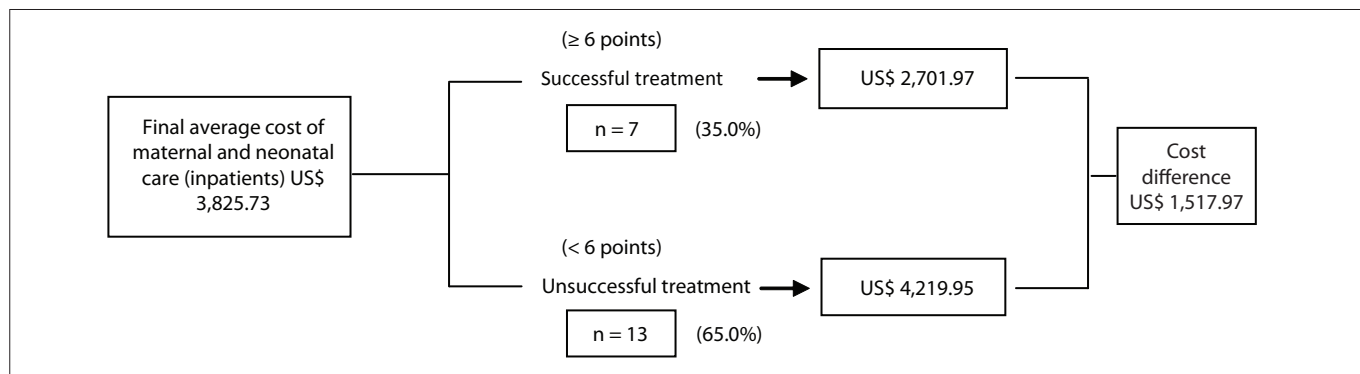 Final average cost of
maternal and neonatal
care (inpatients) US$
3,825.73
(≥ 6 points)
Successful treatment
n = 7
(35.0%)
US$ 2,701.97
(< 6 points)
Unsuccessful treatment
n = 13
(65.0%)
US$ 4,219.95
Cost
difference
US$ 1,517.97